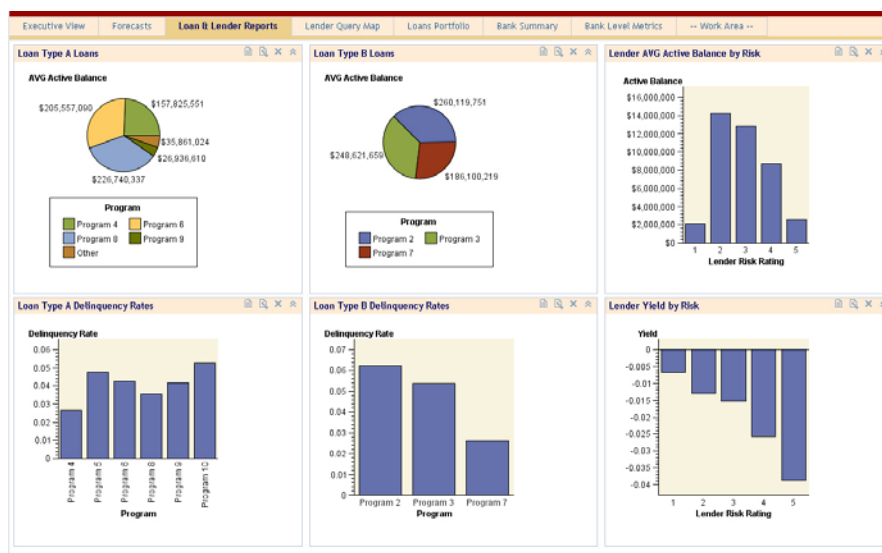 Executive View Forecasts Loan & Lender Reports Lender Query Map Loans Portfolio Bank Summary Bank Level Metrics -- Work Area --
Loan Type A Loans
AVG Active Balance
$205,557,090
$157,825,551
$35,861,024
$26,936,610
$226,740,337
Program
Program 4 Program 6
Program 8 Program 9
Other
Loan Type B Loans
AVG Active Balance
$260,119,751
$248,621,659
$186,100,219
Program
Program 2 Program 3
Program 7
Lender AVG Active Balance by Risk
Active Balance
$16,000,000
$14,000,000
$12,000,000
$10,000,000
$8,000,000
$6,000,000
$4,000,000
$2,000,000
$0
1 2 3 4 5
Lender Risk Rating
Loan Type A Delinquency Rates
Delinquency Rate
0.06
0.05
0.04
0.03
0.02
0.01
0
Program 4 Program 5 Program 6 Program 8 Program 9 Program 10
Program
Loan Type B Delinquency Rates
Delinquency Rate
0.07
0.06
0.05
0.04
0.03
0.02
0.01
0
Program 2 Program 3 Program 7
Program
Lender Yield by Risk
Yield
0
-0.005
-0.01
-0.015
-0.02
-0.025
-0.03
-0.035
-0.04
1 2 3 4 5
Lender Risk Rating